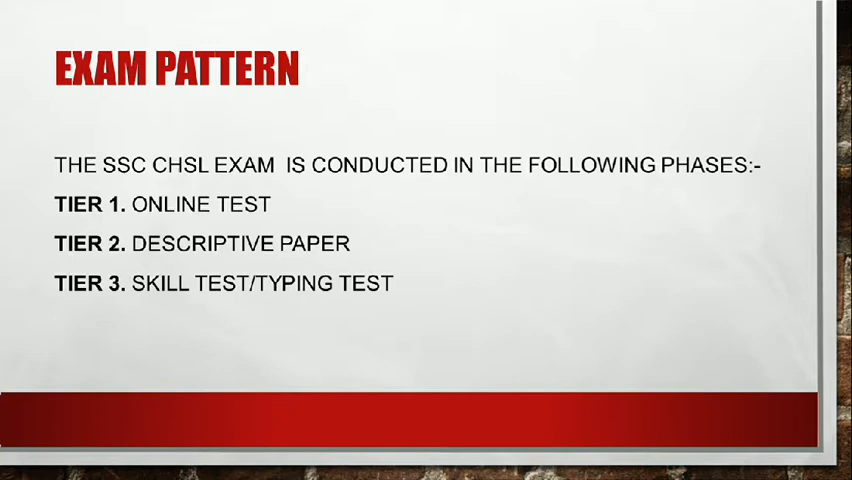 EXAM PATTERN
THE SSC CHSL EXAM IS CONDUCTED IN THE FOLLOWING PHASES:-
TIER 1. ONLINE TEST
TIER 2. DESCRIPTIVE PAPER
TIER 3. SKILL TEST/TYPING TEST